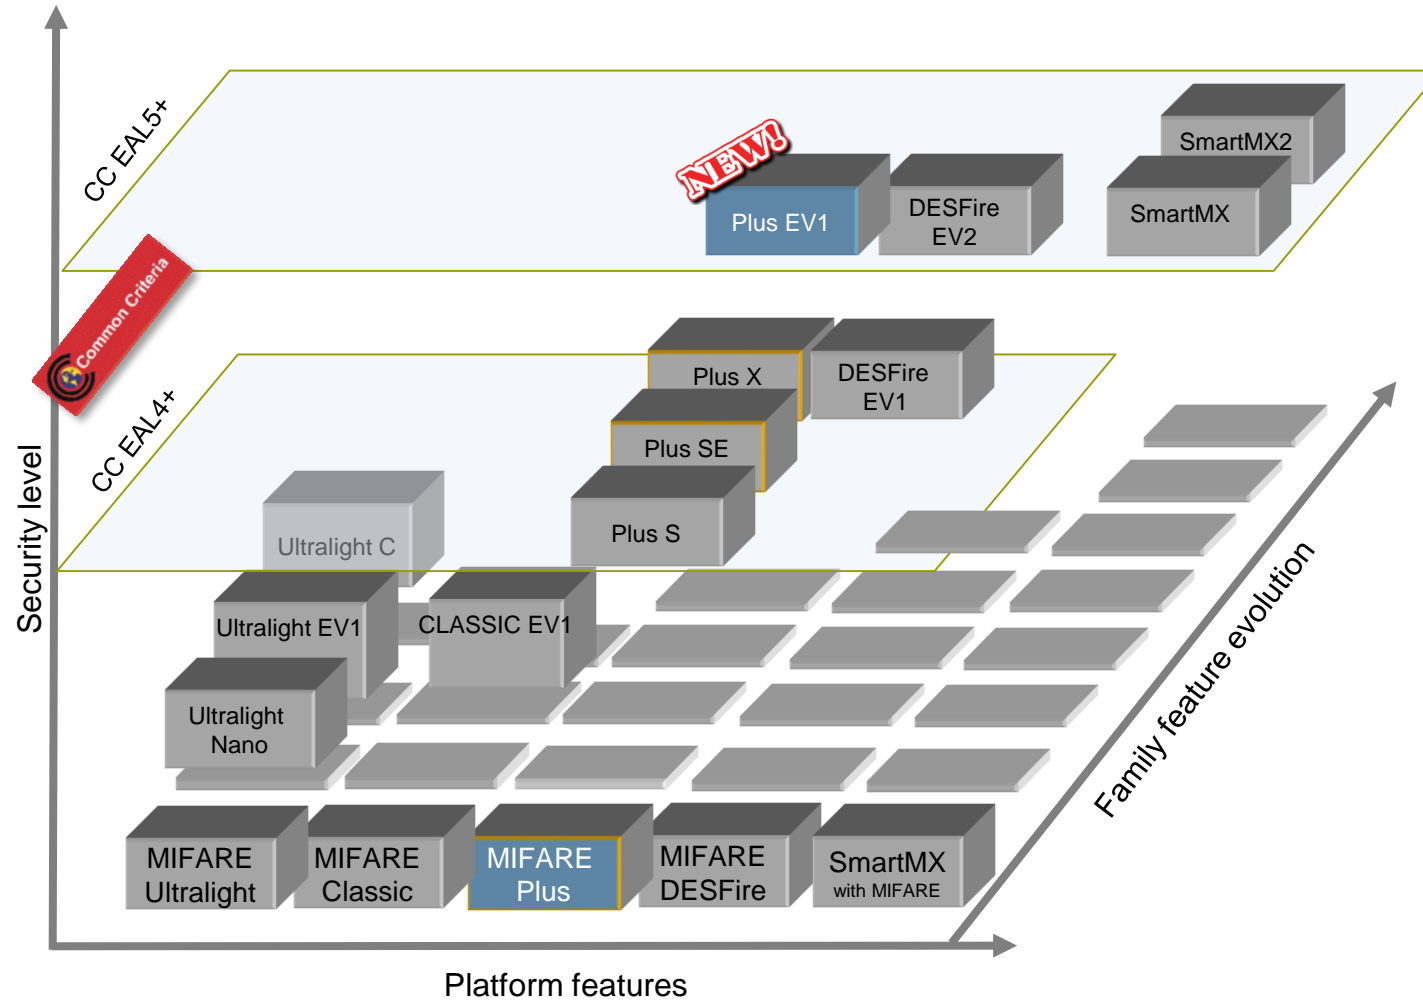 CC EAL5+
NEW!
SmartMX2
SmartMX
Plus EV1
DESFire
EV2
Common Criteria
CC EAL4+
Plus X
DESFire
EV1
Plus SE
Plus S
Ultralight C
Ultralight EV1
CLASSIC EV1
Ultralight
Nano
MIFARE
Ultralight
MIFARE
Classic
MIFARE
Plus
MIFARE
DESFire
SmartMX
with MIFARE
Security level
Family feature evolution
Platform features